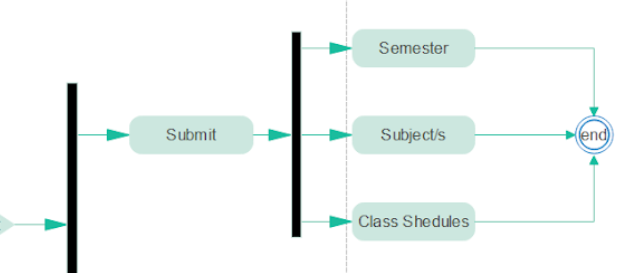 Semester
Submit
Subject/s
end
Class Shedules